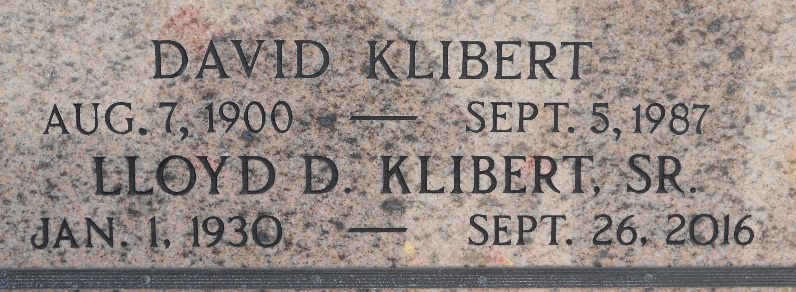 DAVID KLIBERT
AUG. 7, 1900 — SEPT. 5, 1987
LLOYD D. KLIBERT, SR.
JAN. 1, 1930 — SEPT. 26, 2016